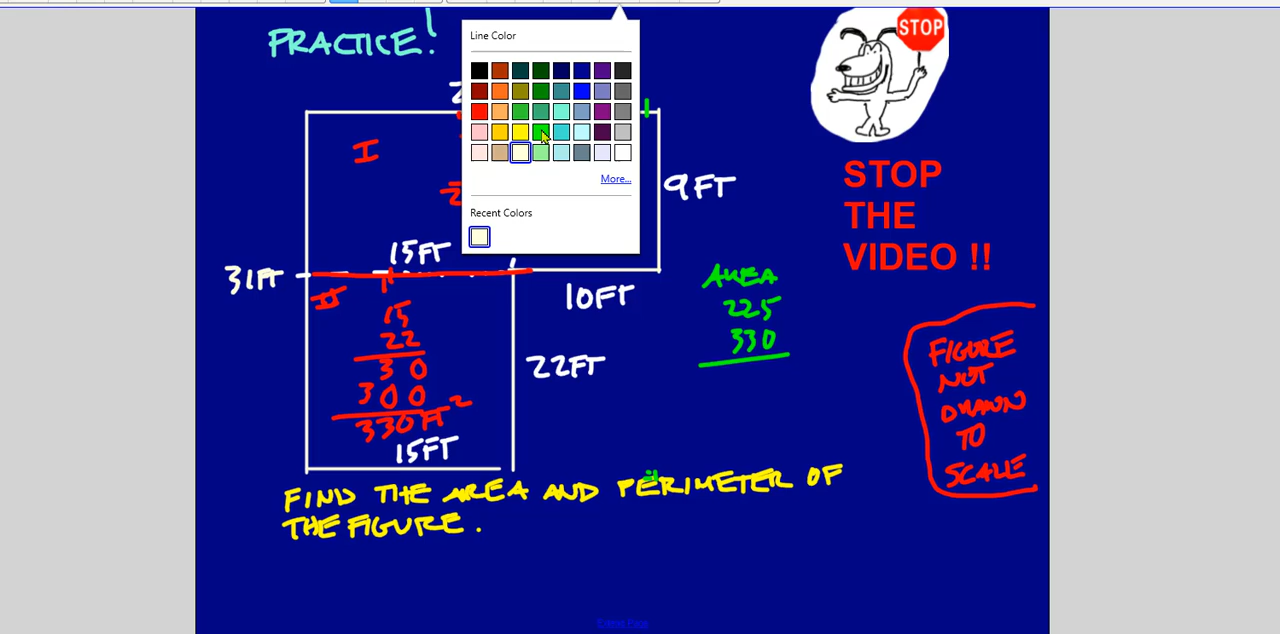 PRACTICE!
Line Color
STOP
I
More...
9FT
Recent Colors
STOP
THE
VIDEO !!
15FT
31FT
10FT
II
15
22
30
300
330FT2
15FT
22FT
AREA
225
330
FIGURE
NOT
DRAWN
TO
SCALE
FIND THE AREA AND PERIMETER OF
THE FIGURE.